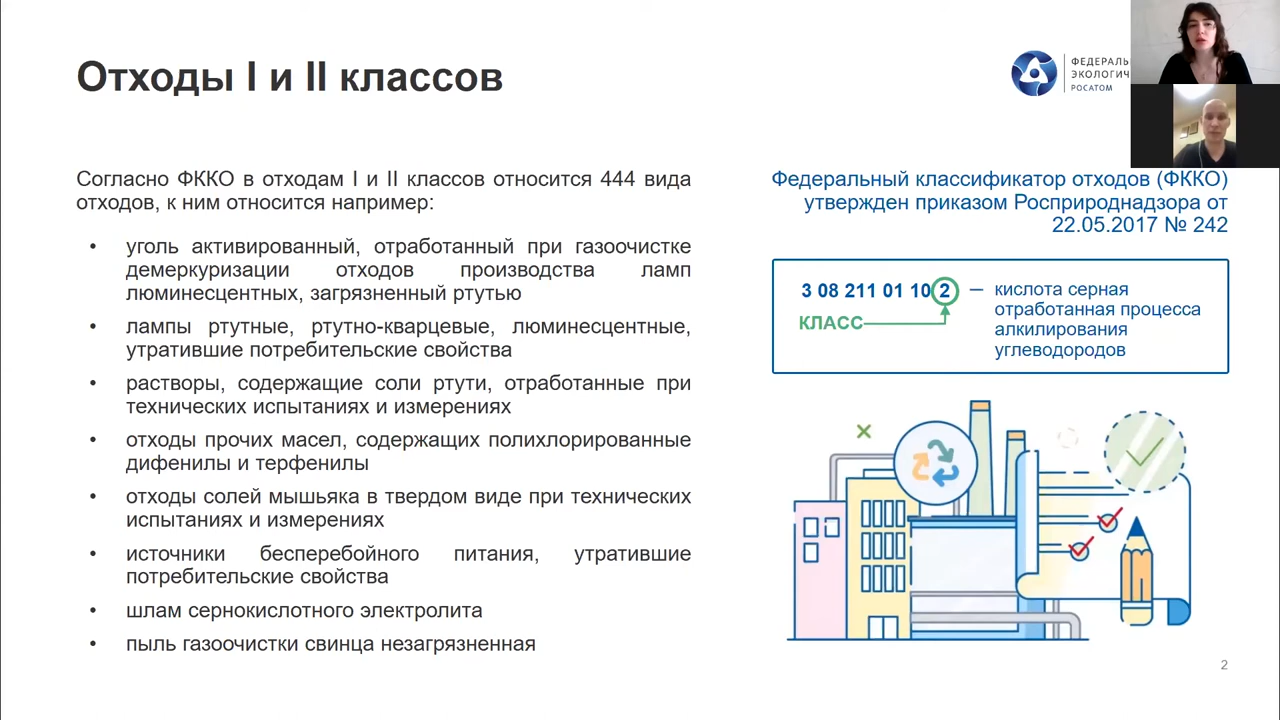 Отходы I и II классов
ФЕДЕРАЛЬ
ЭКОЛОГИЧ
РОСАТОМ
Согласно ФККО в отходам I и II классов относится 444 вида
отходов, к ним относится например:
• уголь активированный, отработанный при газоочистке
демеркуризации отходов производства ламп
люминесцентных, загрязненный ртутью
• лампы ртутные, ртутно-кварцевые, люминесцентные,
утратившие потребительские свойства
• растворы, содержащие соли ртути, отработанные при
технических испытаниях и измерениях
• отходы прочих масел, содержащих полихлорированные
дифенилы и терфенилы
• отходы солей мышьяка в твердом виде при технических
испытаниях и измерениях
• источники бесперебойного питания, утратившие
потребительские свойства
• шлам сернокислотного электролита
• пыль газоочистки свинца незагрязненная
Федеральный классификатор отходов (ФККО)
утвержден приказом Росприроднадзора от
22.05.2017 № 242
3 08 211 01 10 2 – кислота серная
отработанная процесса
алкилирования
углеводородов
КЛАСС
2